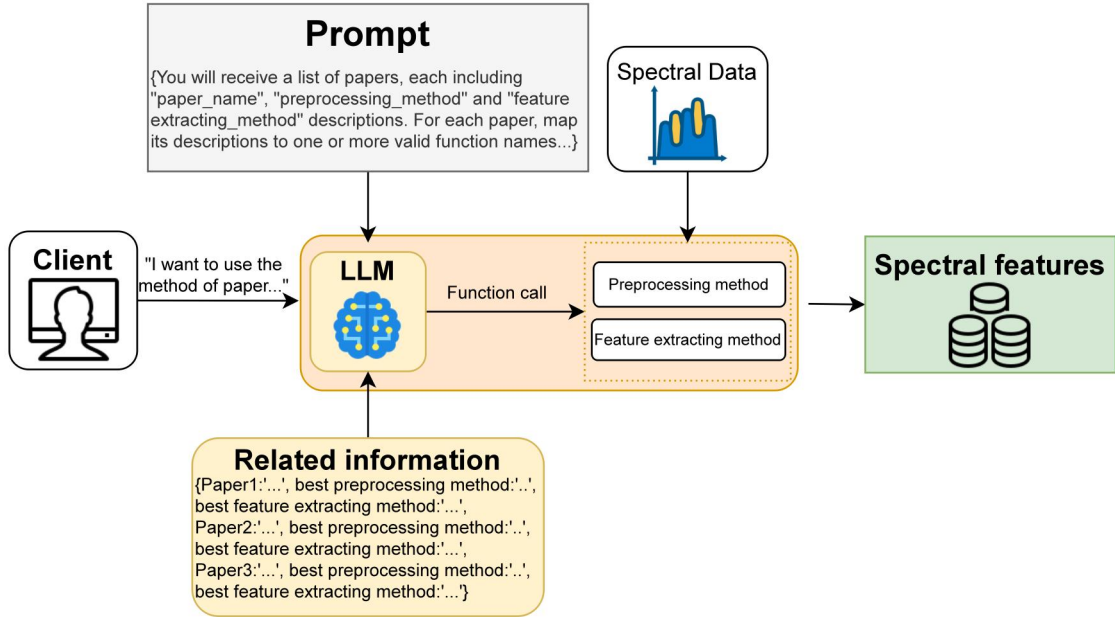 Prompt
{You will receive a list of papers, each including
"paper_name", "preprocessing_method" and "feature
extracting_method" descriptions. For each paper, map
its descriptions to one or more valid function names...}
Spectral Data
Client
"I want to use the
method of paper..."
LLM
Function call
Preprocessing method
Feature extracting method
Spectral features
Related information
{Paper1:'...', best preprocessing method:'..',
best feature extracting method:'...',
Paper2:'...', best preprocessing method:'..',
best feature extracting method:'...',
Paper3:'...', best preprocessing method:'..',
best feature extracting method:'...'}